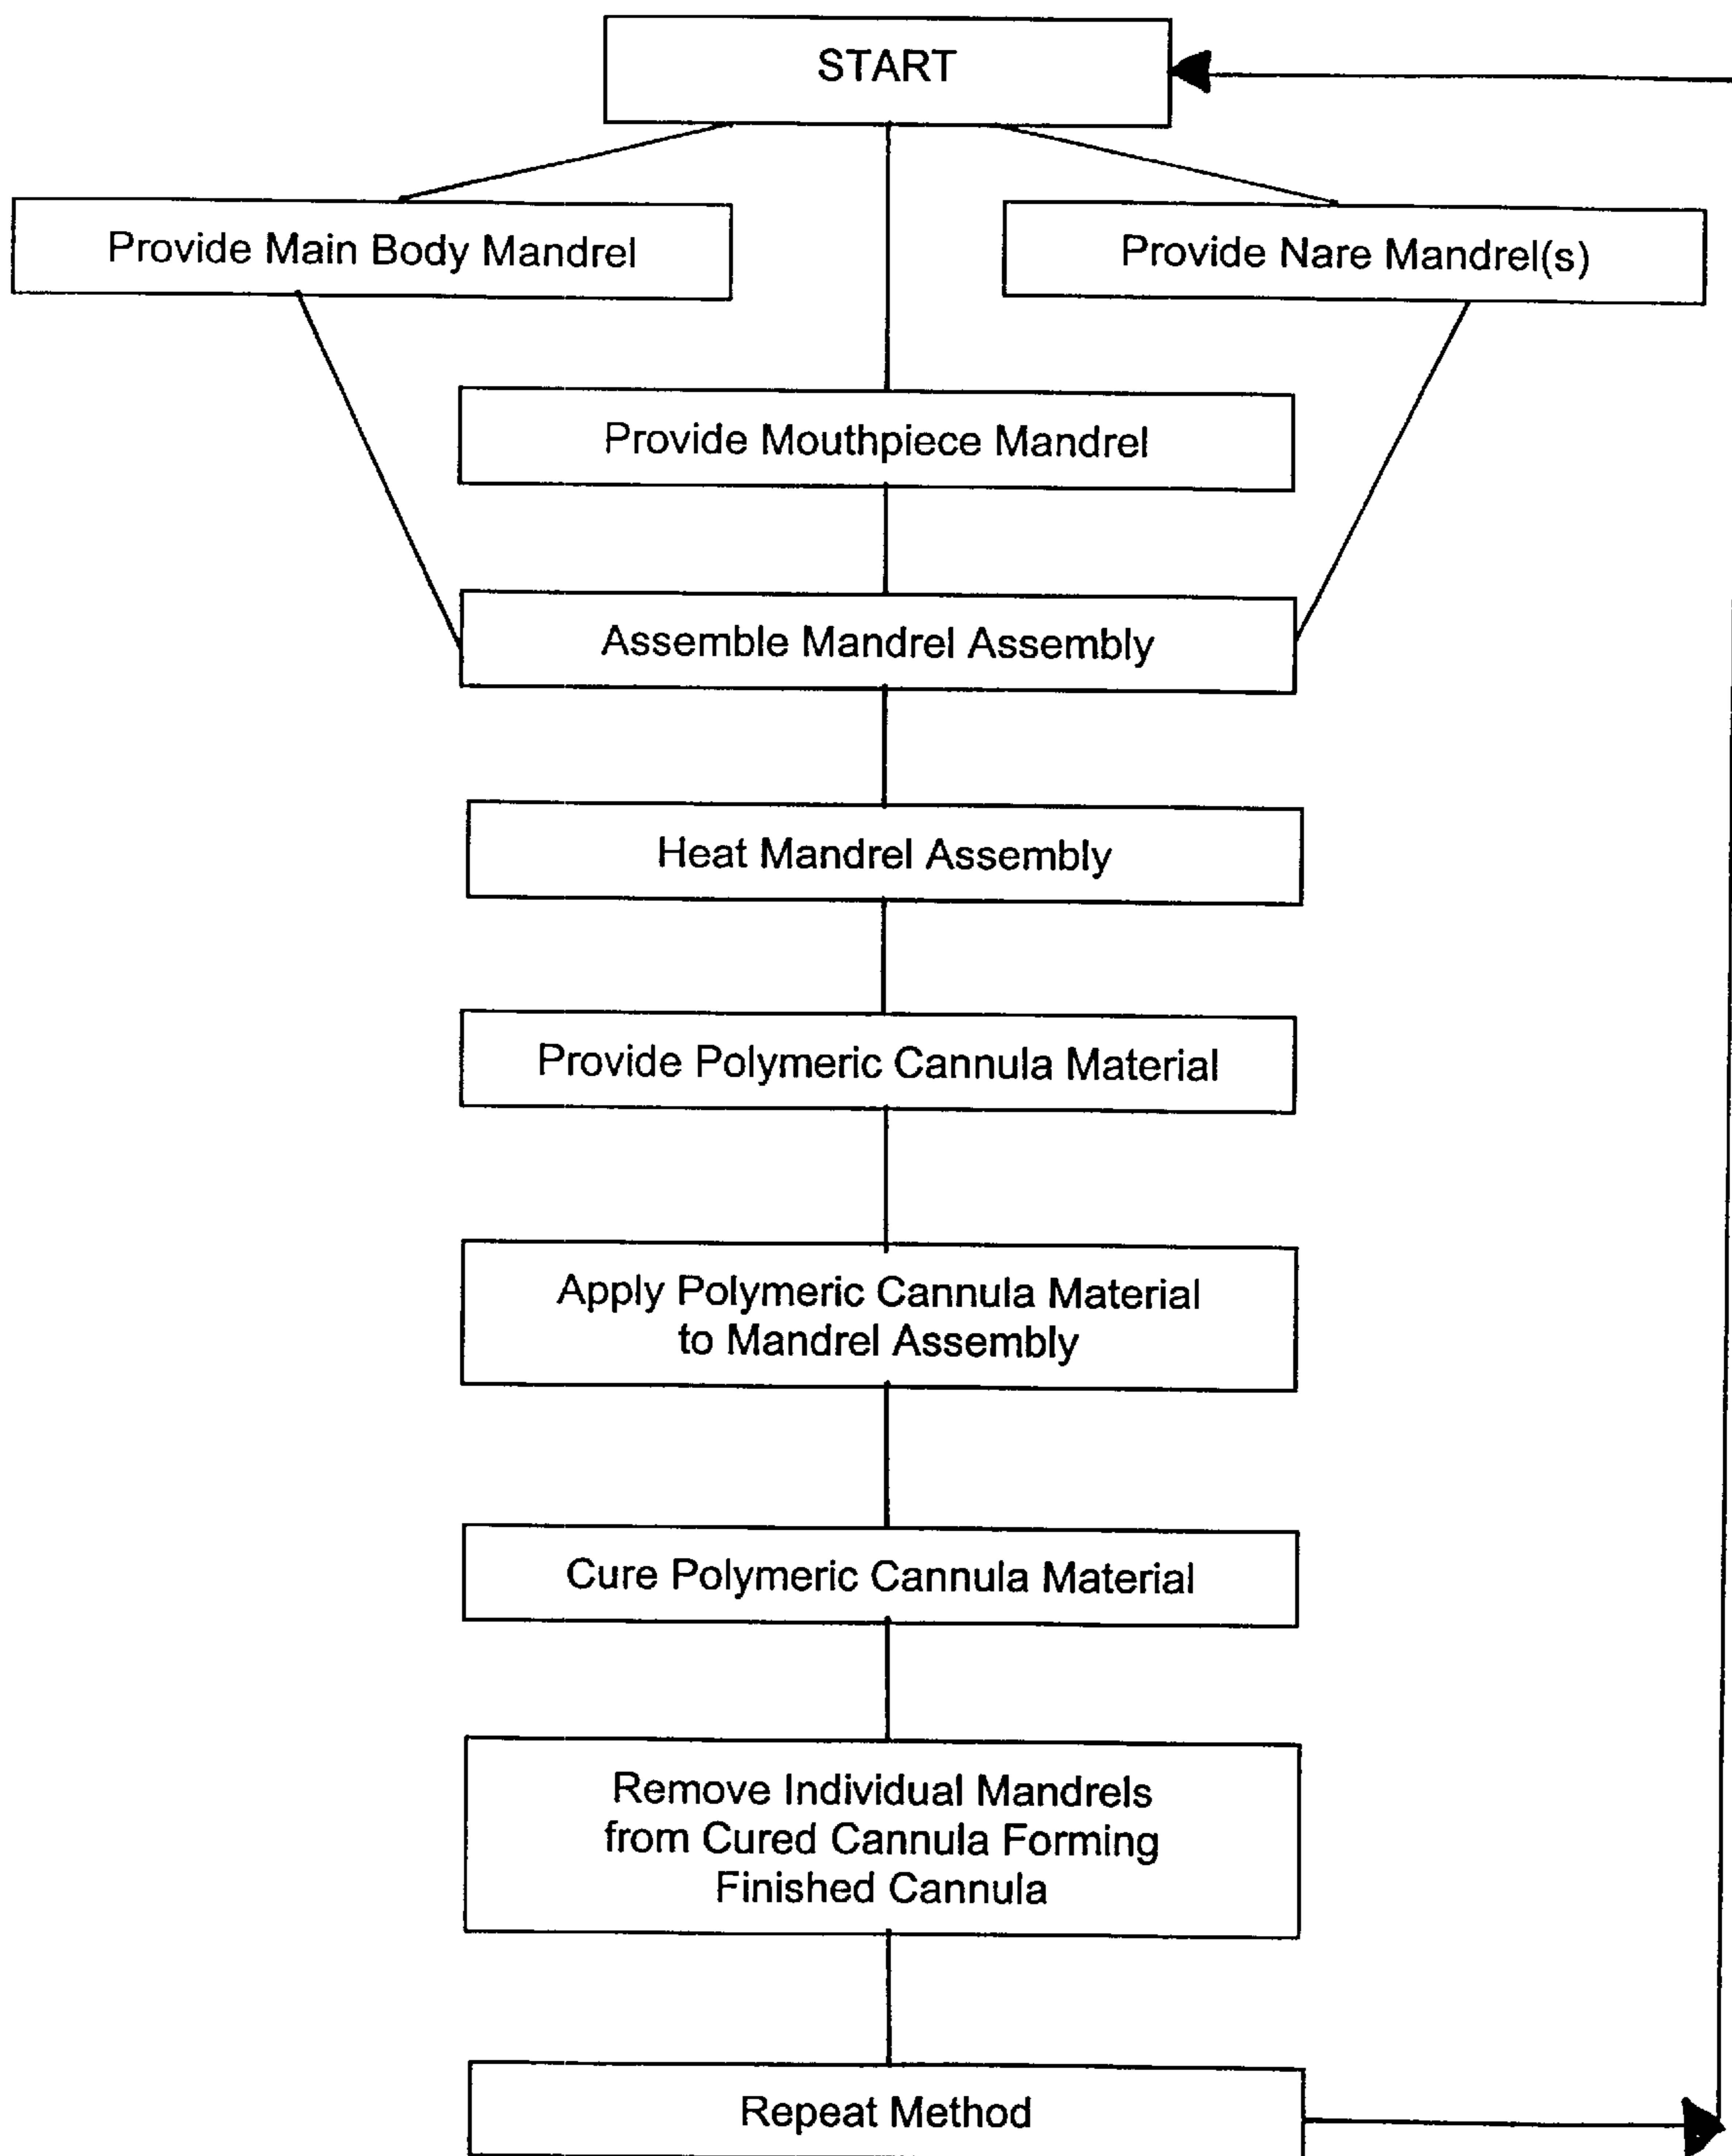 START
Provide Main Body Mandrel
Provide Nare Mandrel(s)
Provide Mouthpiece Mandrel
Assemble Mandrel Assembly
Heat Mandrel Assembly
Provide Polymeric Cannula Material
Apply Polymeric Cannula Material
to Mandrel Assembly
Cure Polymeric Cannula Material
Remove Individual Mandrels
from Cured Cannula Forming
Finished Cannula
Repeat Method